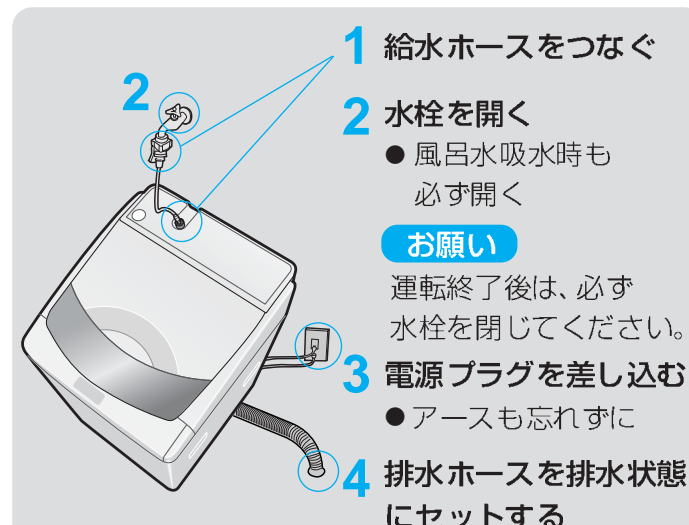 1 給水ホースをつなぐ
2
2 水栓を開く
● 風呂水吸水時も
必ず開く
お願い
運転終了後は、必ず
水栓を閉じてください。
3 電源プラグを差し込む
● アースも忘れずに
4 排水ホースを排水状態
にセットする